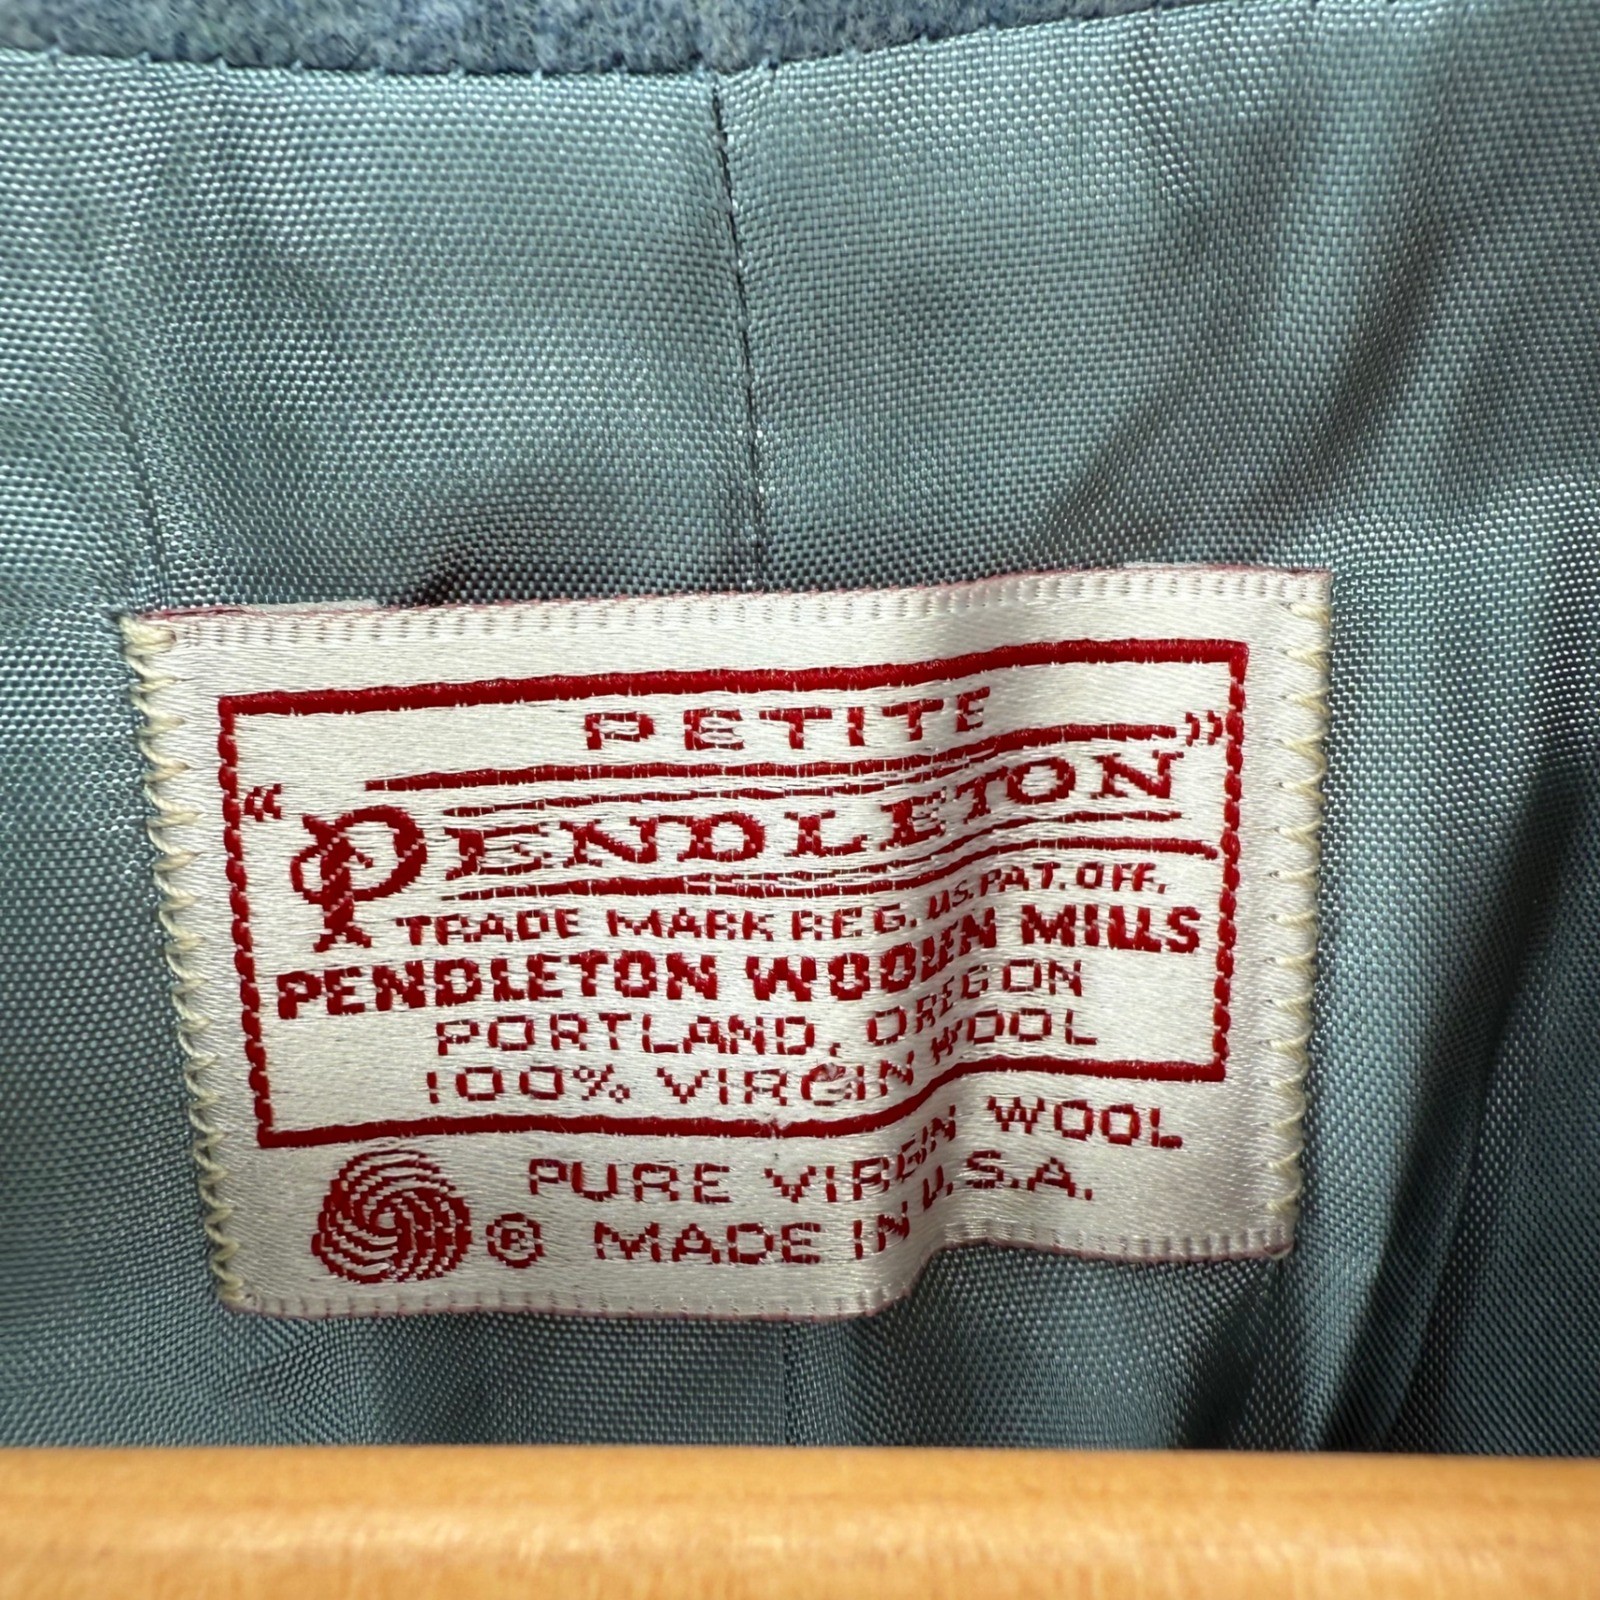 PETITE
"PENDLETON"
TRADE MARK REG. U.S. PAT. OFF.
PENDLETON WOOLEN MILLS
PORTLAND, OREGON
100% VIRGIN WOOL
PURE VIRGIN WOOL
® MADE IN U.S.A.